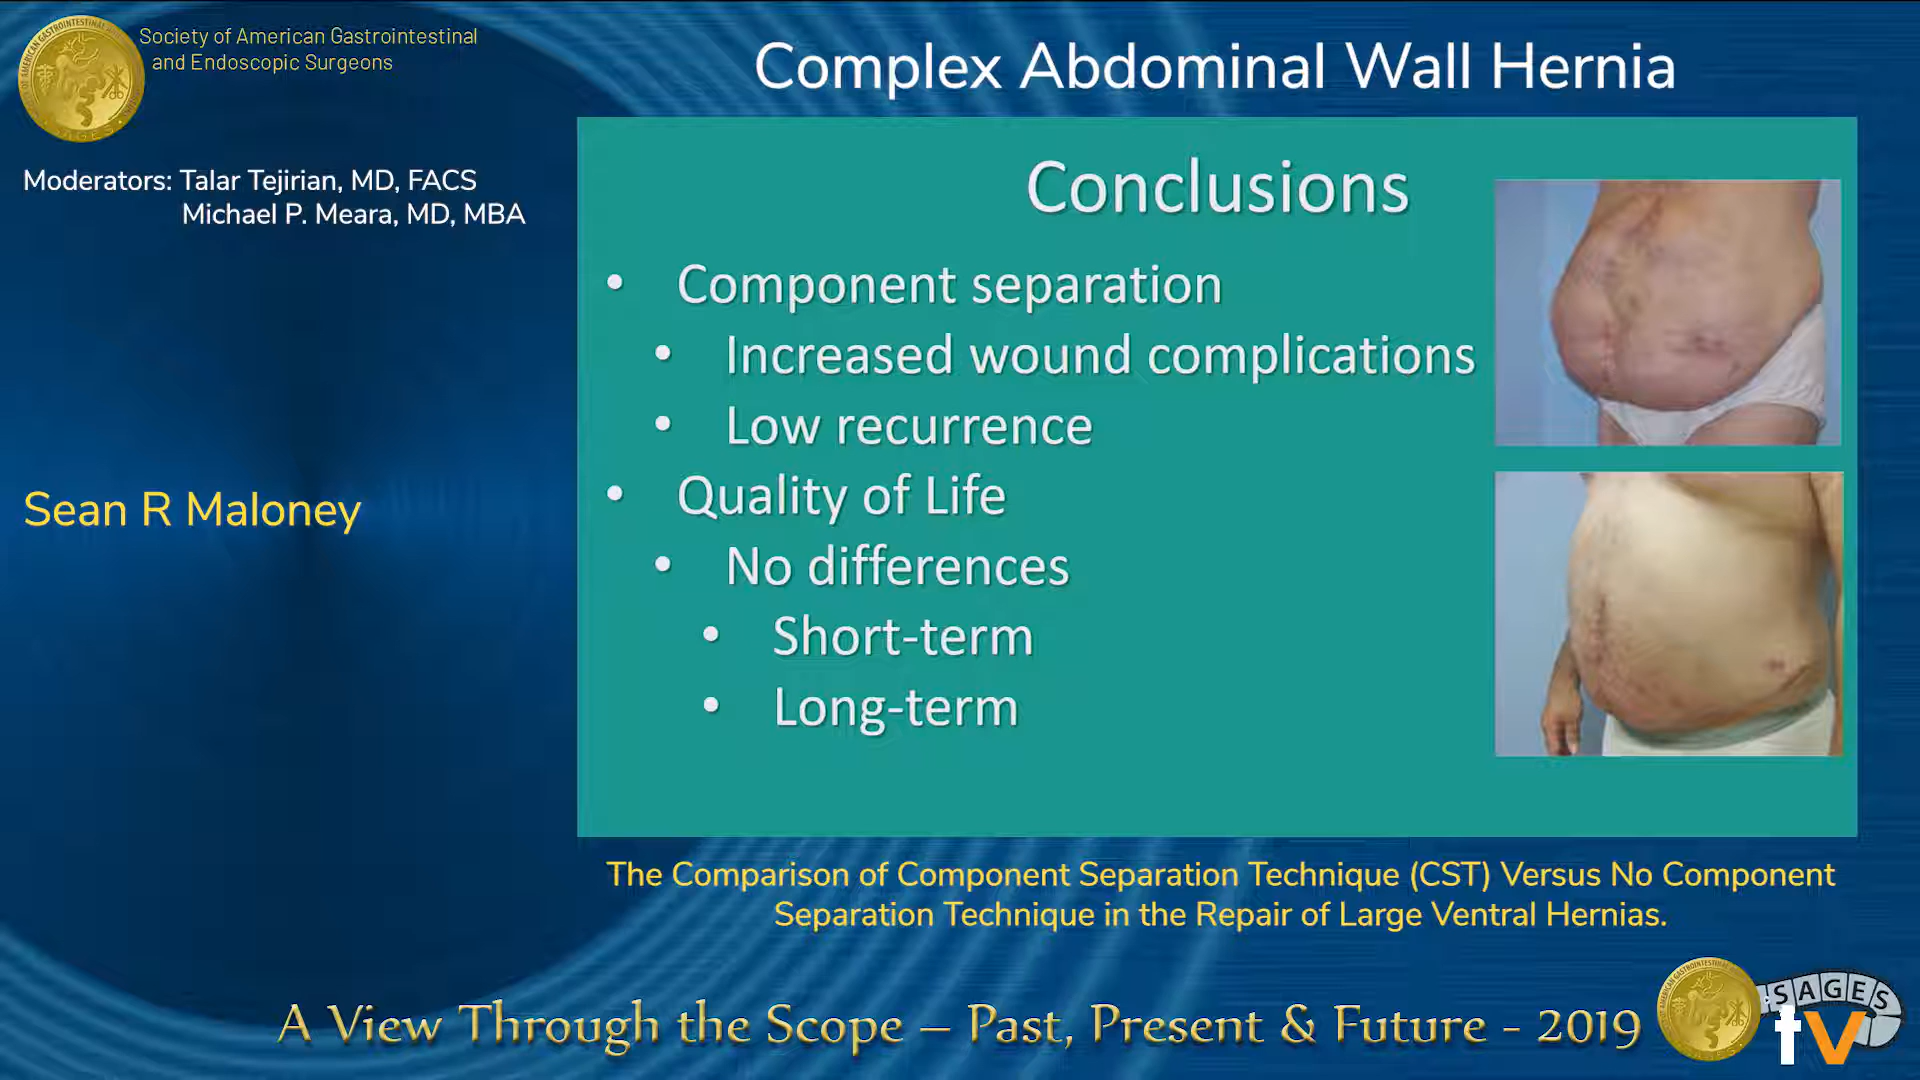 Society of American Gastrointestinal
and Endoscopic Surgeons
Complex Abdominal Wall Hernia
Moderators: Talar Tejirian, MD, FACS
Michael P. Meara, MD, MBA
Sean R Maloney
Conclusions
• Component separation
• Increased wound complications
• Low recurrence
• Quality of Life
• No differences
• Short-term
• Long-term
The Comparison of Component Separation Technique (CST) Versus No Component
Separation Technique in the Repair of Large Ventral Hernias.
A View Through the Scope – Past, Present & Future - 2019
SAGES
tv